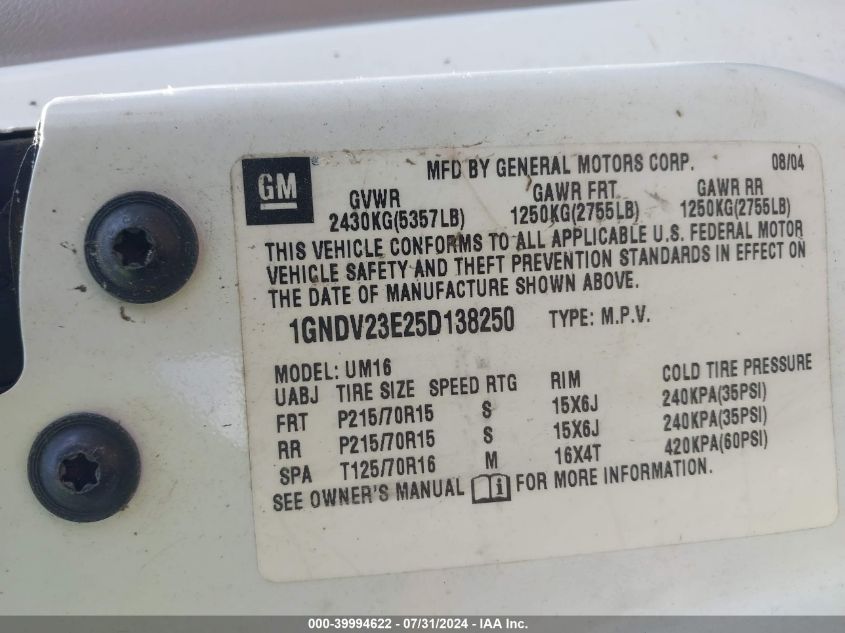 GM
MFD BY GENERAL MOTORS CORP. 08/04
GVWR GAWR FRT. GAWR RR
2430KG(5357LB) 1250KG(2755LB) 1250KG(2755LB)
THIS VEHICLE CONFORMS TO ALL APPLICABLE U.S. FEDERAL MOTOR
VEHICLE SAFETY AND THEFT PREVENTION STANDARDS IN EFFECT ON
THE DATE OF MANUFACTURE SHOWN ABOVE.
1GNDV23E25D138250 TYPE: M.P.V.
MODEL: UM16
UABJ TIRE SIZE SPEED RTG RIM COLD TIRE PRESSURE
FRT P215/70R15 S 15X6J 240KPA(35PSI)
RR P215/70R15 S 15X6J 240KPA(35PSI)
SPA T125/70R16 M 16X4T 420KPA(60PSI)
SEE OWNER'S MANUAL FOR MORE INFORMATION.
000-39994622 - 07/31/2024 - IAA Inc.